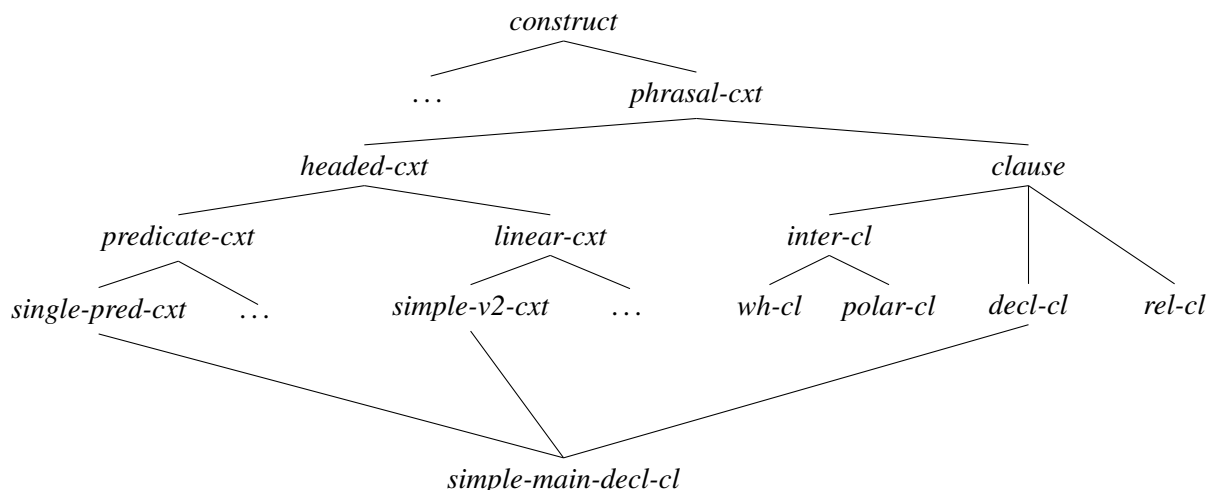 construct
... phrasal-cxt
headed-cxt clause
predicate-cxt linear-cxt inter-cl
single-pred-cxt ... simple-v2-cxt ... wh-cl polar-cl decl-cl rel-cl
simple-main-decl-cl